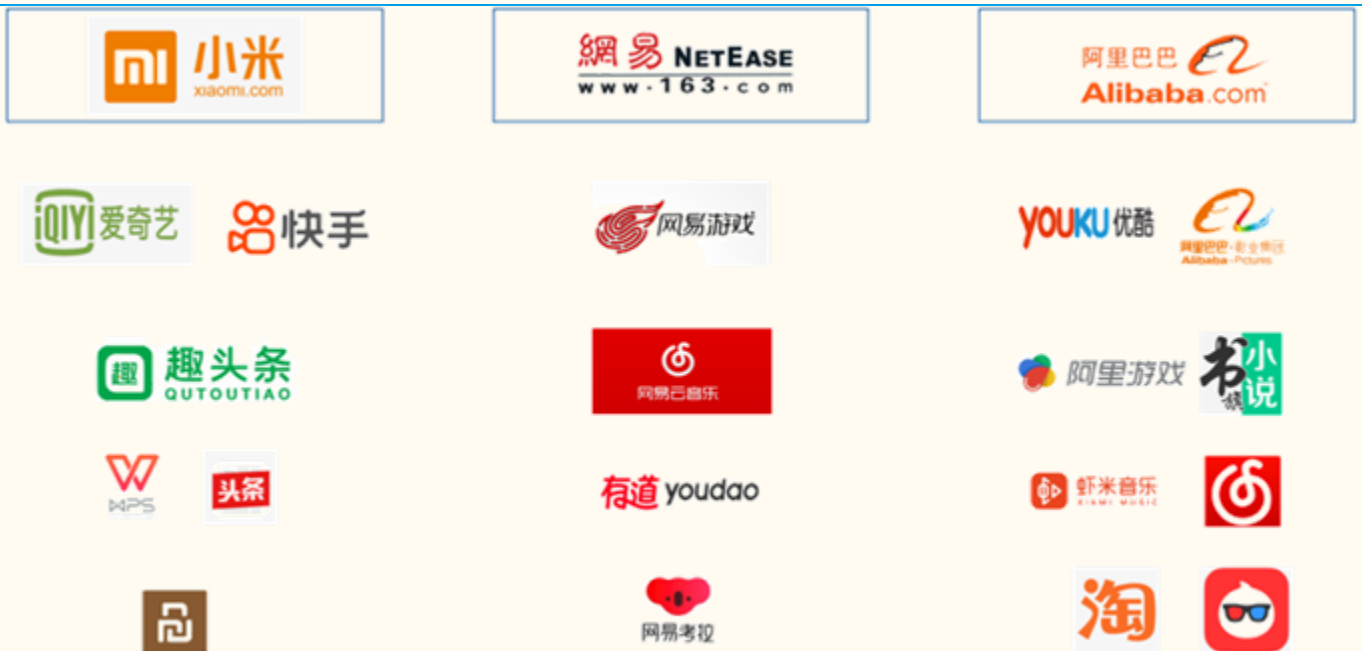 小米
xiaomi.com
網易 NETEASE
www.163.com
阿里巴巴
Alibaba.com
iQIYI 爱奇艺
快手
网易游戏
YOUKU 优酷
阿里巴巴·影业集团
Alibaba·Pictures
趣 趣头条
QUTOUTIAO
网易云音乐
阿里游戏
书旗
小说
WPS
头条
有道 youdao
虾米音乐
XIAMI MUSIC
网易考拉
淘